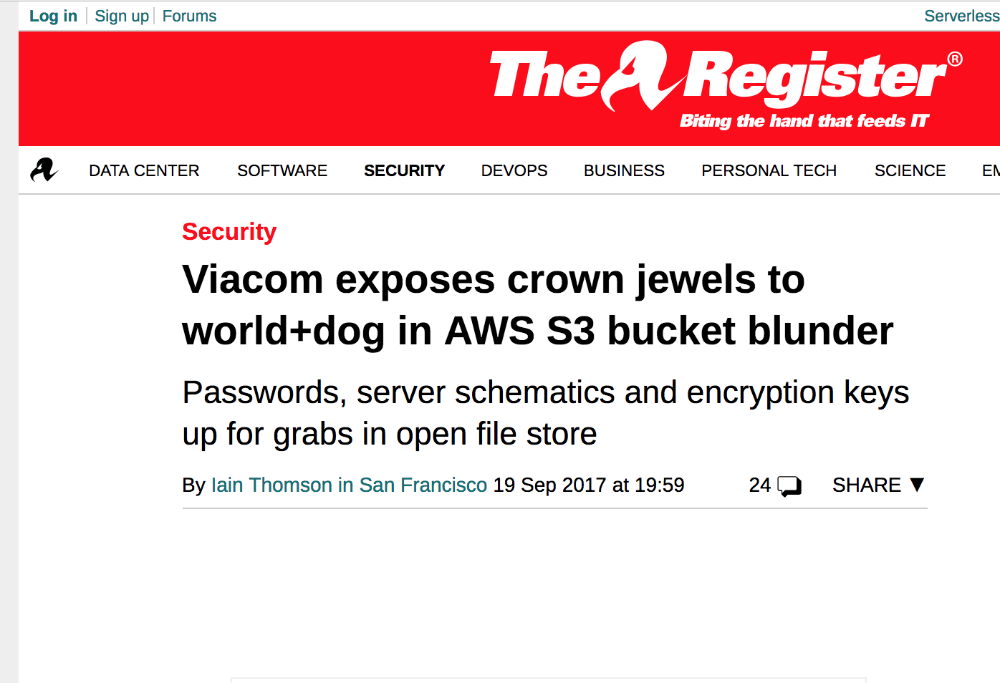 Log in Sign up Forums Serverless
The Register®
Biting the hand that feeds IT
DATA CENTER SOFTWARE SECURITY DEVOPS BUSINESS PERSONAL TECH SCIENCE EM
Security
Viacom exposes crown jewels to
world+dog in AWS S3 bucket blunder
Passwords, server schematics and encryption keys
up for grabs in open file store
By Iain Thomson in San Francisco 19 Sep 2017 at 19:59 24 SHARE ▼